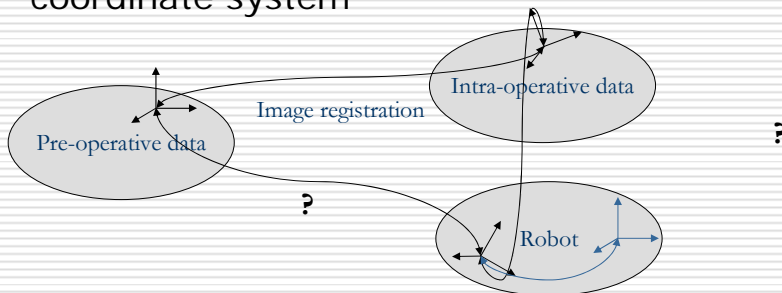 coordinate system
Intra-operative data
Image registration
Pre-operative data
?
?
Robot